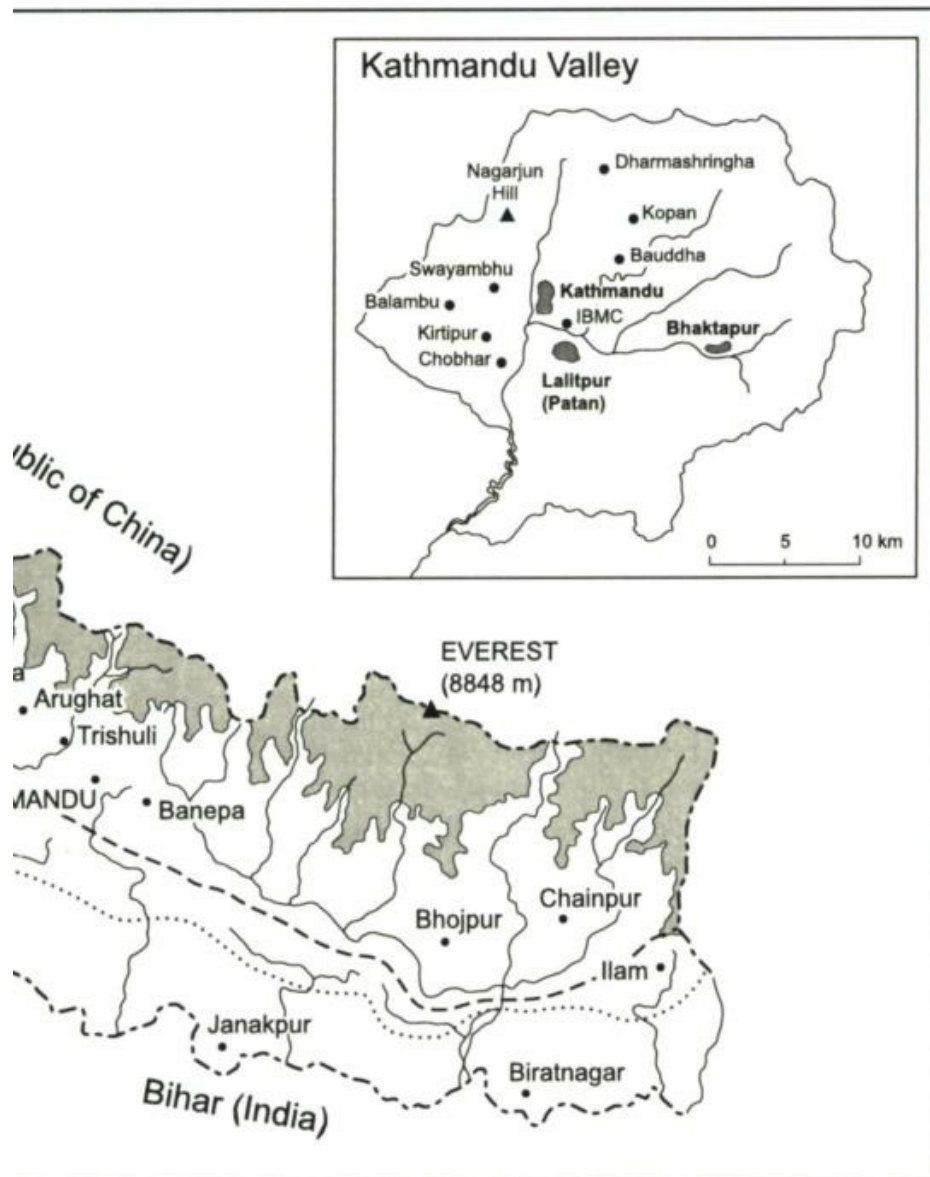 Kathmandu Valley
Nagarjun
Hill
Dharmashringha
Kopan
Bauddha
Swayambhu
Balambu
Kathmandu
IBMC
Kirtipur
Bhaktapur
Chobhar
Lalitpur
(Patan)
0 5 10 km
ublic of China)
EVEREST
(8848 m)
a
Arughat
Trishuli
MANDU
Banepa
Chainpur
Bhojpur
Ilam
Janakpur
Biratnagar
Bihar (India)